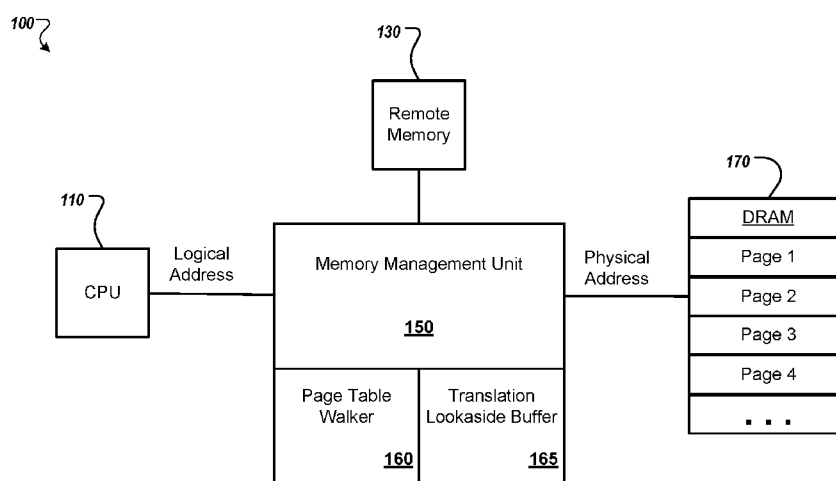 100
130
Remote
Memory
170
110
DRAM
Logical
Address
Memory Management Unit
Physical
Address
Page 1
CPU
Page 2
150
Page 3
Page 4
Page Table
Walker
Translation
Lookaside Buffer
. . .
160
165